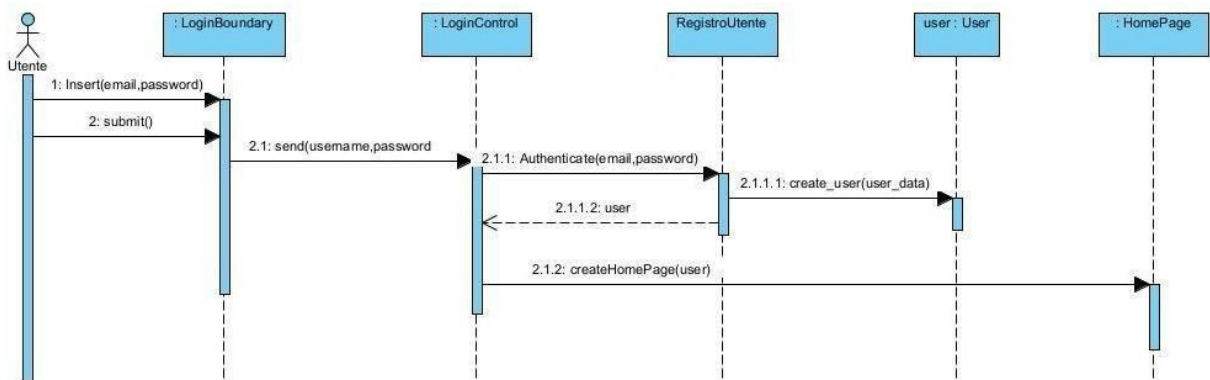 : LoginBoundary
: LoginControl
RegistroUtente
user : User
: HomePage
Utente
1: Insert(email,password)
2: submit()
2.1: send(username,password
2.1.1: Authenticate(email,password)
2.1.1.1: create_user(user_data)
2.1.1.2: user
2.1.2: createHomePage(user)